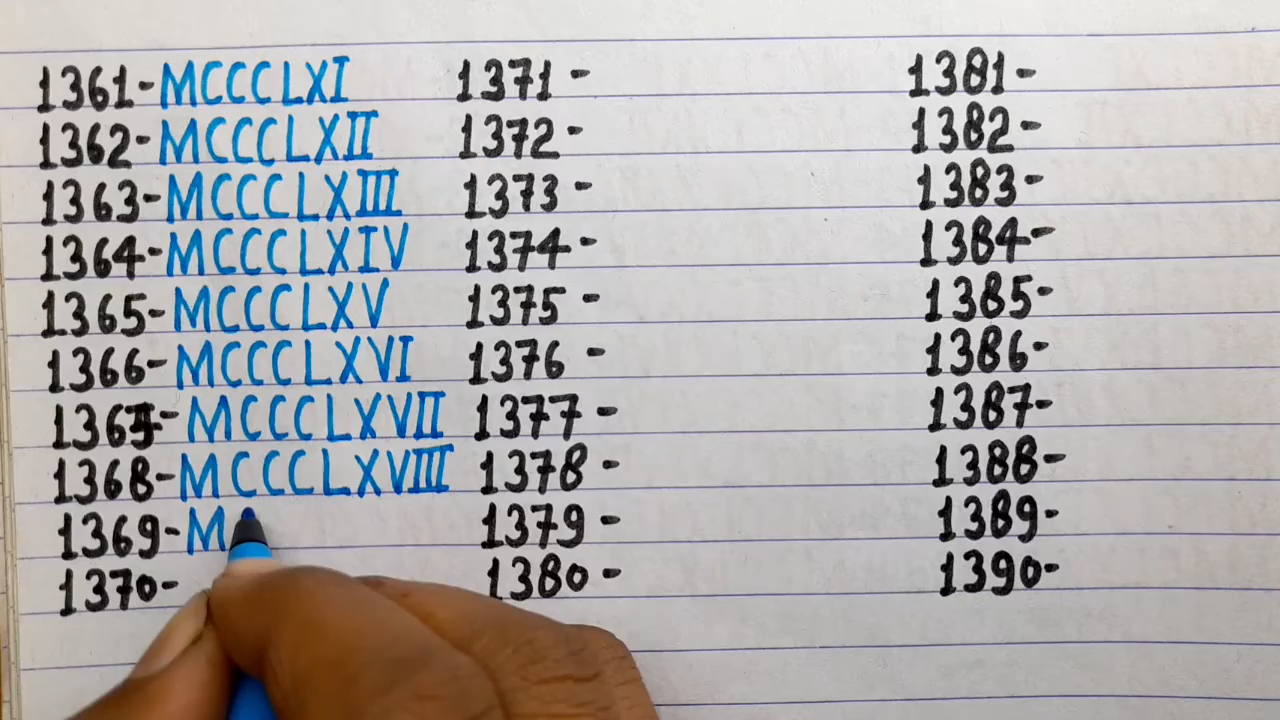 1361-MCCCLXI 1371- 1381-
1362-MCCCLXII 1372- 1382-
1363-MCCCLXIII 1373- 1383-
1364-MCCCLXIV 1374- 1384-
1365-MCCCLXV 1375- 1385-
1366-MCCCLXVI 1376- 1386-
1367-MCCCLXVII 1377- 1387-
1368-MCCCLXVIII 1378- 1388-
1369-M 1379- 1389-
1370- 1380- 1390-